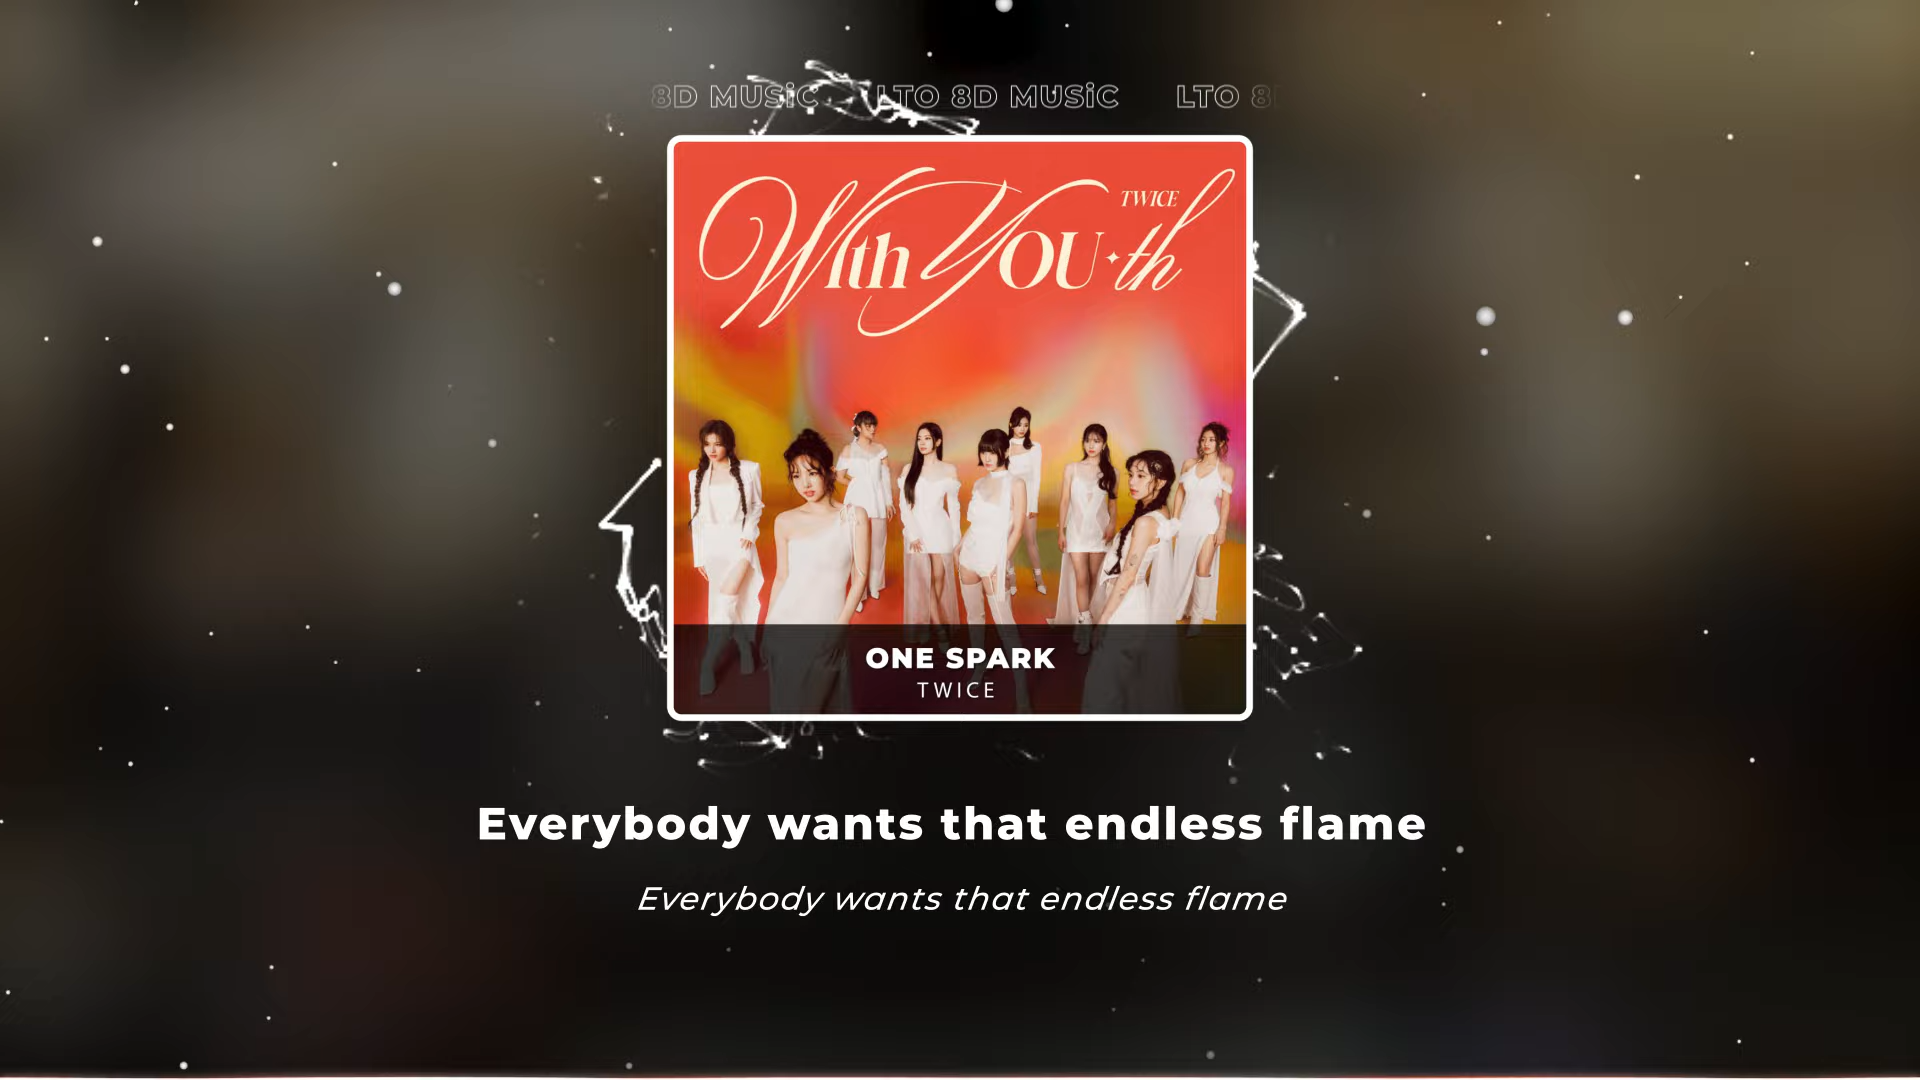 8D MUSiC LTO 8D MUSiC LTO 8
TWICE
With YOU-th
ONE SPARK
TWICE
Everybody wants that endless flame
Everybody wants that endless flame